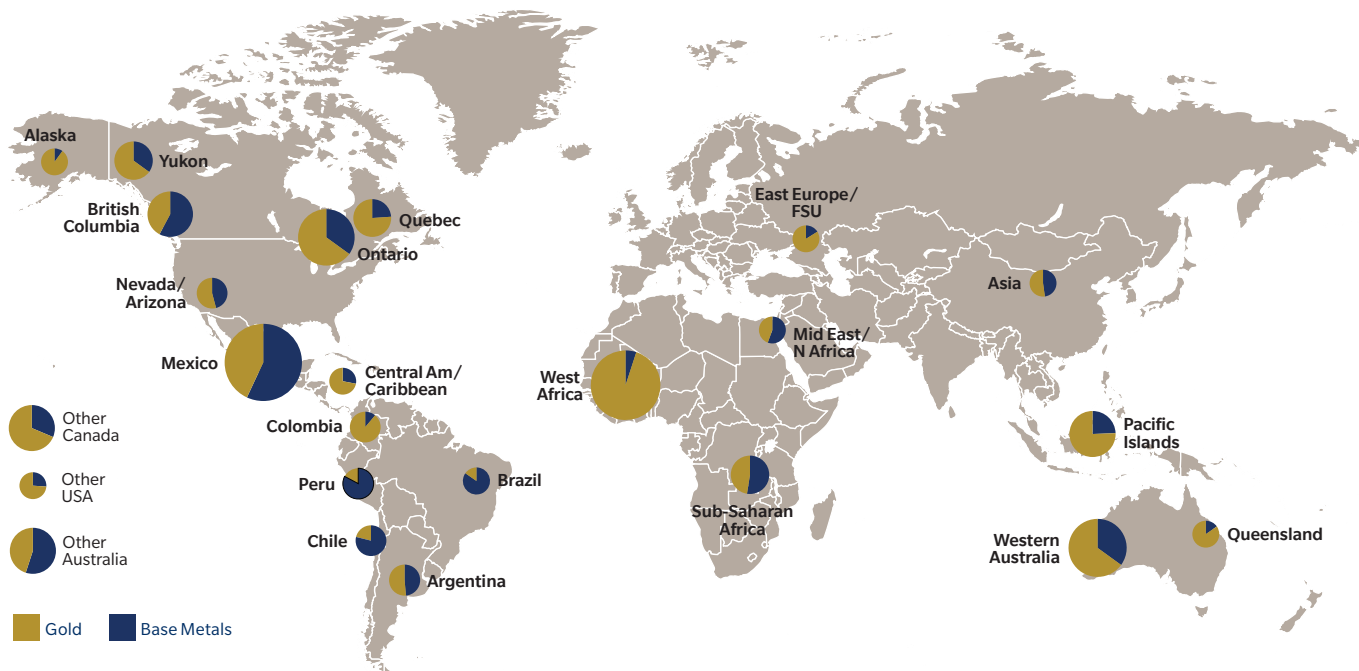 Alaska
Yukon
British
Columbia
Quebec
Ontario
Nevada/
Arizona
Mexico
Central Am/
Caribbean
Colombia
Peru
Brazil
Chile
Argentina
East Europe/
FSU
Asia
Mid East/
N Africa
West
Africa
Sub-Saharan
Africa
Pacific
Islands
Western
Australia
Queensland
Other
Canada
Other
USA
Other
Australia
Gold
Base Metals